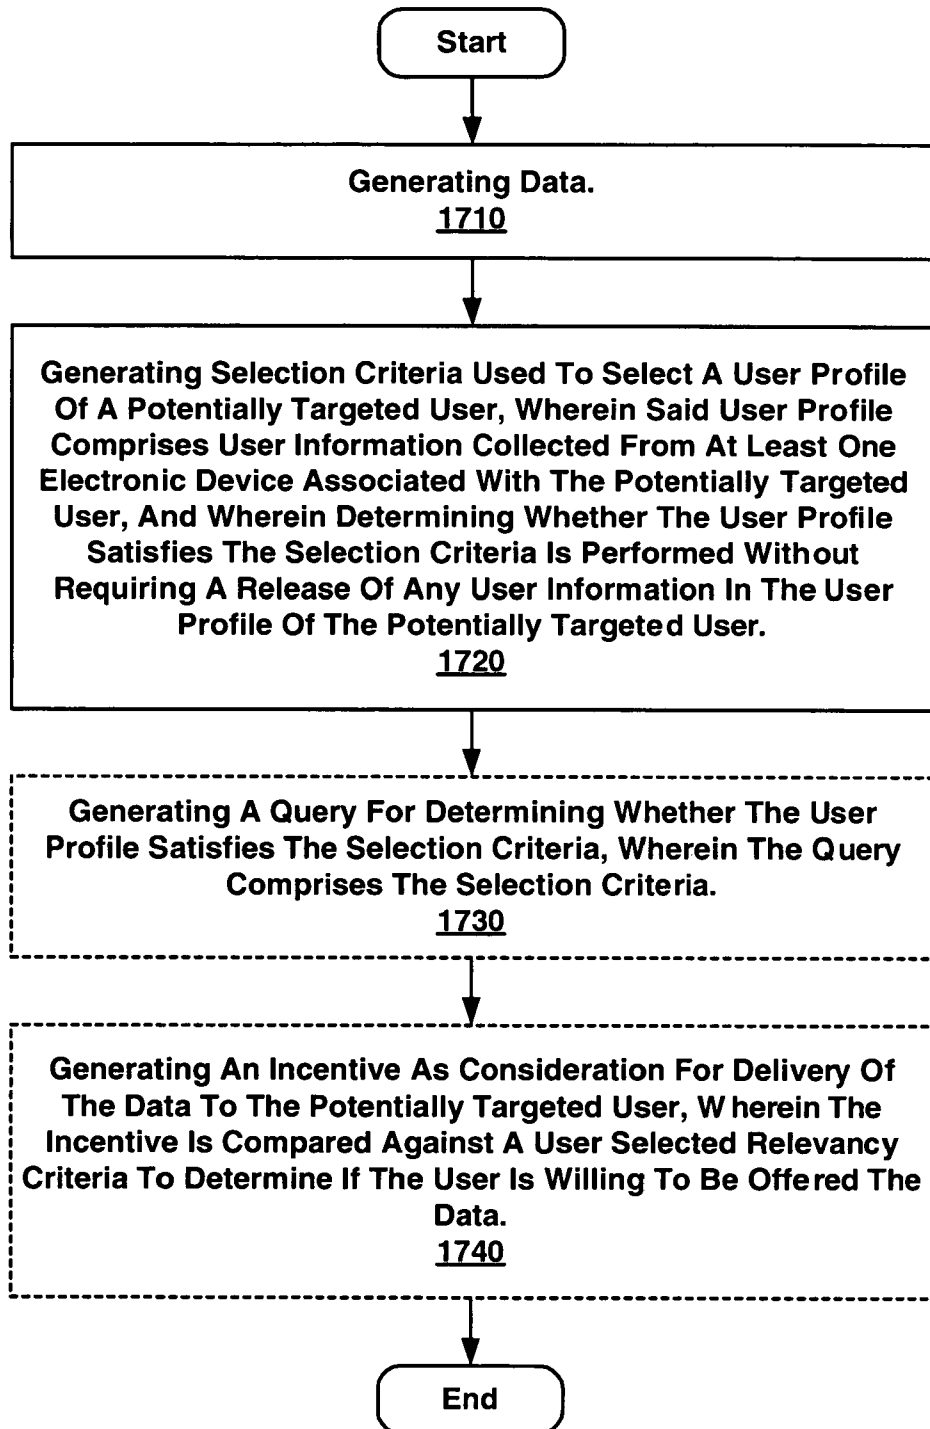 Start
Generating Data.
1710
Generating Selection Criteria Used To Select A User Profile
Of A Potentially Targeted User, Wherein Said User Profile
Comprises User Information Collected From At Least One
Electronic Device Associated With The Potentially Targeted
User, And Wherein Determining Whether The User Profile
Satisfies The Selection Criteria Is Performed Without
Requiring A Release Of Any User Information In The User
Profile Of The Potentially Targeted User.
1720
Generating A Query For Determining Whether The User
Profile Satisfies The Selection Criteria, Wherein The Query
Comprises The Selection Criteria.
1730
Generating An Incentive As Consideration For Delivery Of
The Data To The Potentially Targeted User, Wherein The
Incentive Is Compared Against A User Selected Relevancy
Criteria To Determine If The User Is Willing To Be Offered The
Data.
1740
End